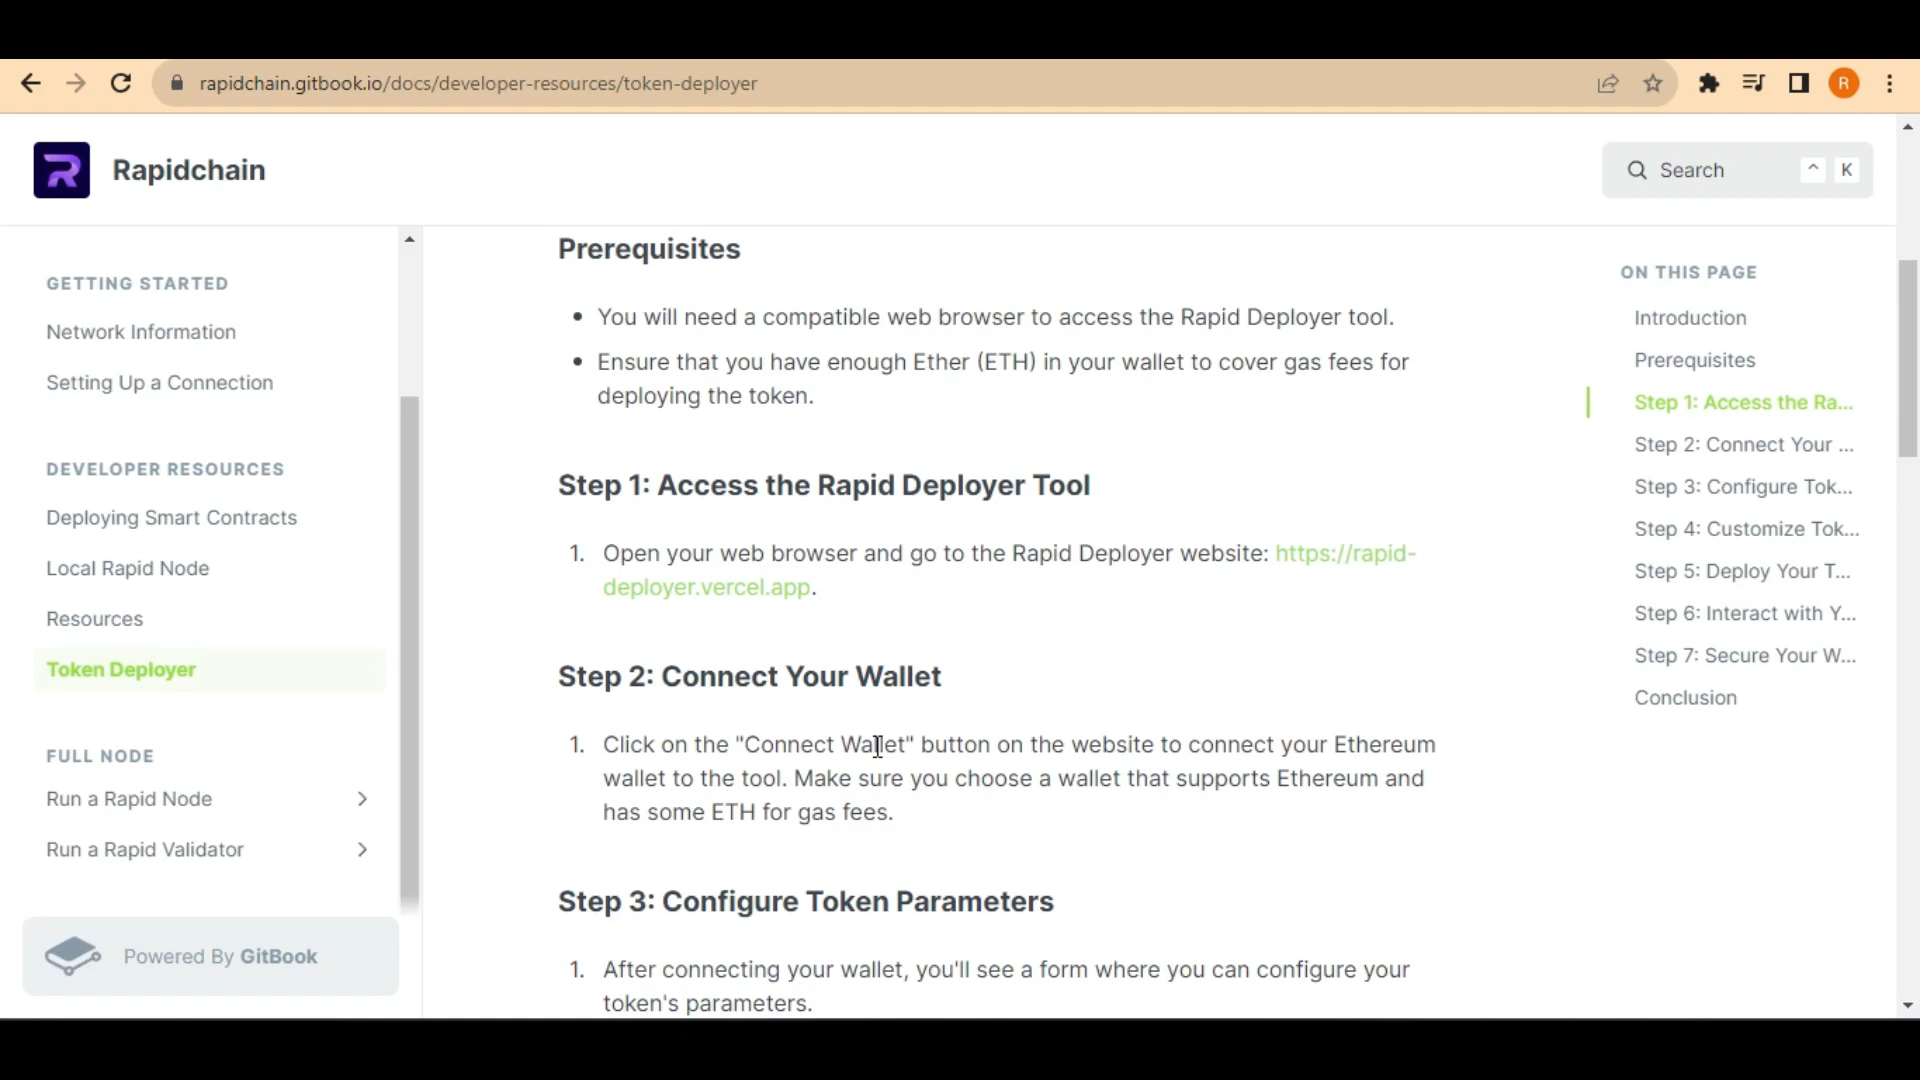 rapidchain.gitbook.io/docs/developer-resources/token-deployer
R
Rapidchain
Search
^ K
GETTING STARTED
Network Information
Setting Up a Connection
DEVELOPER RESOURCES
Deploying Smart Contracts
Local Rapid Node
Resources
Token Deployer
FULL NODE
Run a Rapid Node
Run a Rapid Validator
Powered By GitBook
Prerequisites
• You will need a compatible web browser to access the Rapid Deployer tool.
• Ensure that you have enough Ether (ETH) in your wallet to cover gas fees for
deploying the token.
Step 1: Access the Rapid Deployer Tool
1. Open your web browser and go to the Rapid Deployer website: https://rapid-
deployer.vercel.app.
Step 2: Connect Your Wallet
1. Click on the "Connect Wallet" button on the website to connect your Ethereum
wallet to the tool. Make sure you choose a wallet that supports Ethereum and
has some ETH for gas fees.
Step 3: Configure Token Parameters
1. After connecting your wallet, you'll see a form where you can configure your
token's parameters.
ON THIS PAGE
Introduction
Prerequisites
Step 1: Access the Ra...
Step 2: Connect Your ...
Step 3: Configure Tok...
Step 4: Customize Tok...
Step 5: Deploy Your T...
Step 6: Interact with Y...
Step 7: Secure Your W...
Conclusion